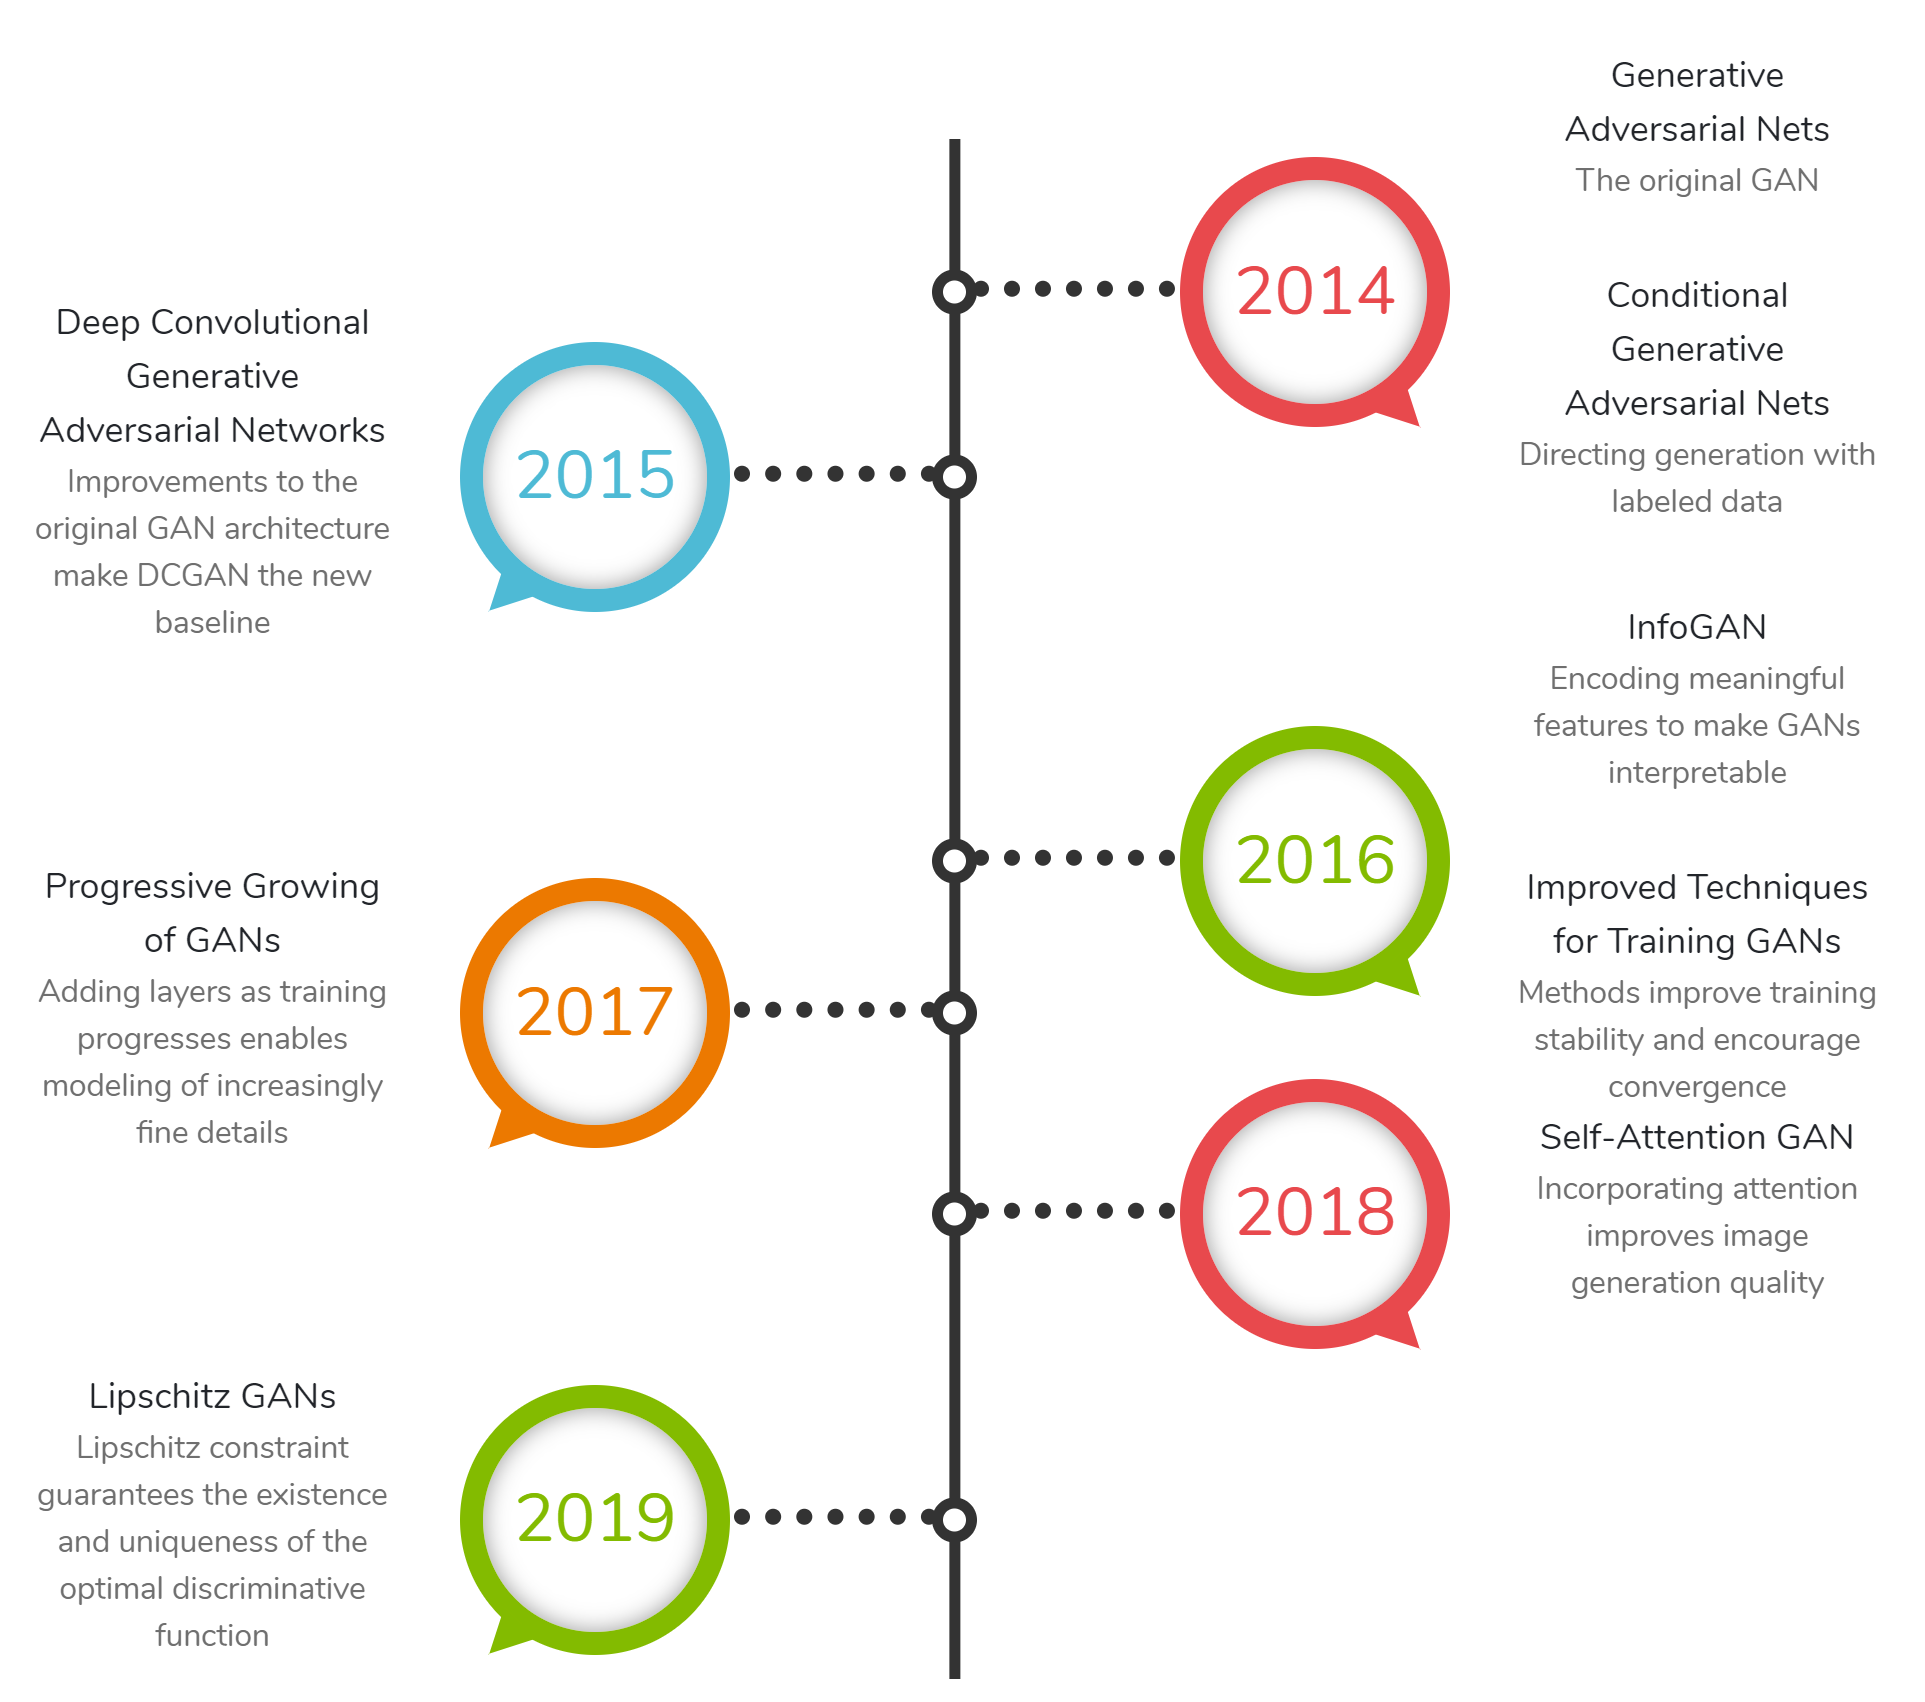 Generative
Adversarial Nets
The original GAN
2014
Conditional
Generative
Adversarial Nets
Directing generation with
labeled data
Deep Convolutional
Generative
Adversarial Networks
Improvements to the
original GAN architecture
make DCGAN the new
baseline
2015
InfoGAN
Encoding meaningful
features to make GANs
interpretable
2016
Improved Techniques
for Training GANs
Methods improve training
stability and encourage
convergence
Progressive Growing
of GANs
Adding layers as training
progresses enables
modeling of increasingly
fine details
2017
Self-Attention GAN
Incorporating attention
improves image
generation quality
2018
Lipschitz GANs
Lipschitz constraint
guarantees the existence
and uniqueness of the
optimal discriminative
function
2019